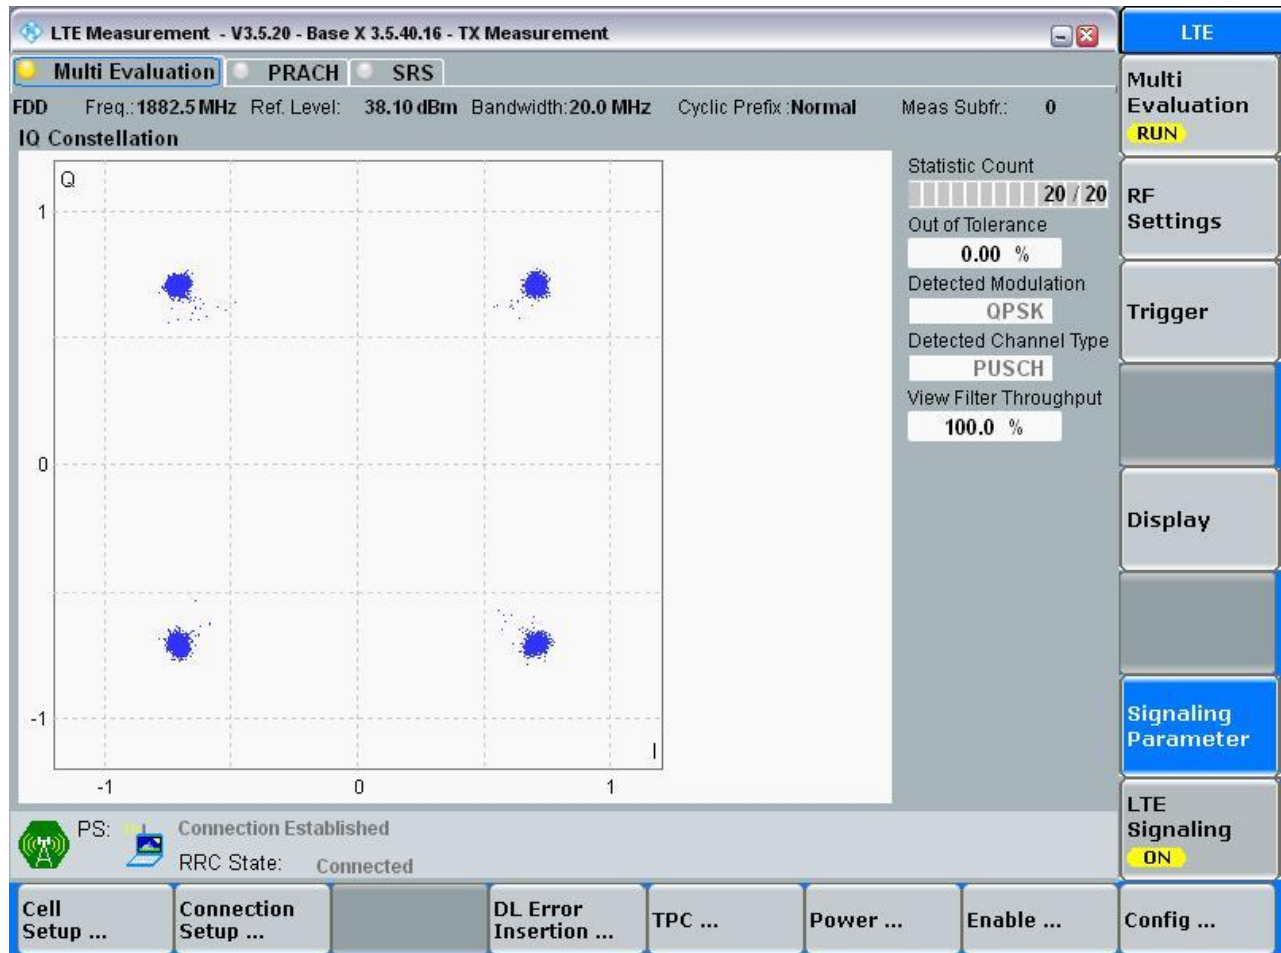 LTE Measurement - V3.5.20 - Base X 3.5.40.16 - TX Measurement
LTE
Multi Evaluation PRACH SRS
Multi
Evaluation
RUN
FDD Freq.: 1882.5 MHz Ref. Level: 38.10 dBm Bandwidth: 20.0 MHz Cyclic Prefix : Normal Meas Subfr.: 0
IQ Constellation
Q
1
0
-1
I
-1 0 1
Statistic Count
20 / 20
Out of Tolerance
0.00 %
Detected Modulation
QPSK
Detected Channel Type
PUSCH
View Filter Throughput
100.0 %
RF
Settings
Trigger
Display
Signaling
Parameter
LTE
Signaling
ON
PS: Connection Established
RRC State: Connected
Cell
Setup ...
Connection
Setup ...
DL Error
Insertion ...
TPC ...
Power ...
Enable ...
Config ...